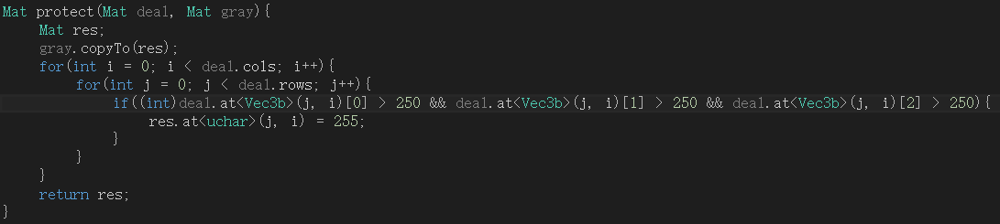 Mat protect(Mat deal, Mat gray){
    Mat res;
    gray.copyTo(res);
    for(int i = 0; i < deal.cols; i++){
        for(int j = 0; j < deal.rows; j++){
            if((int)deal.at<Vec3b>(j, i)[0] > 250 && deal.at<Vec3b>(j, i)[1] > 250 && deal.at<Vec3b>(j, i)[2] > 250){
                res.at<uchar>(j, i) = 255;
            }
        }
    }
    return res;
}